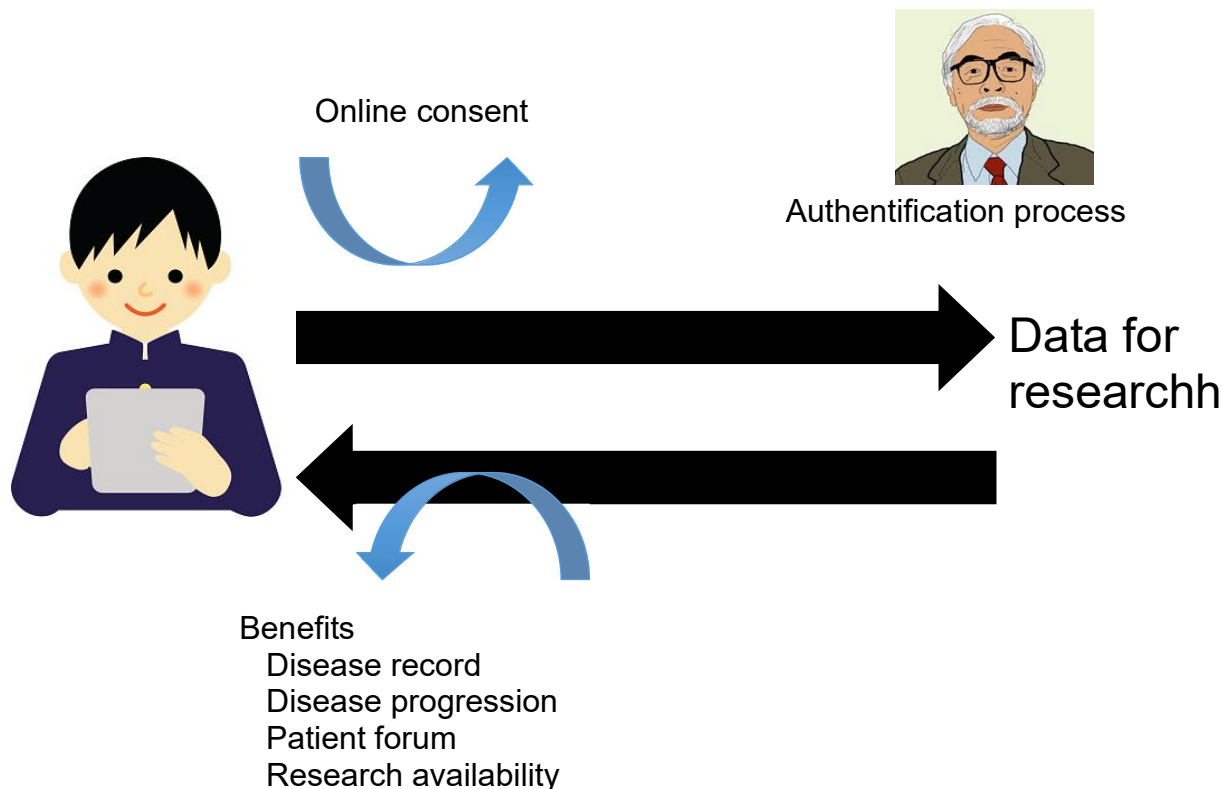 Online consent
Authentification process
Data for
researchh
Benefits
Disease record
Disease progression
Patient forum
Research availability